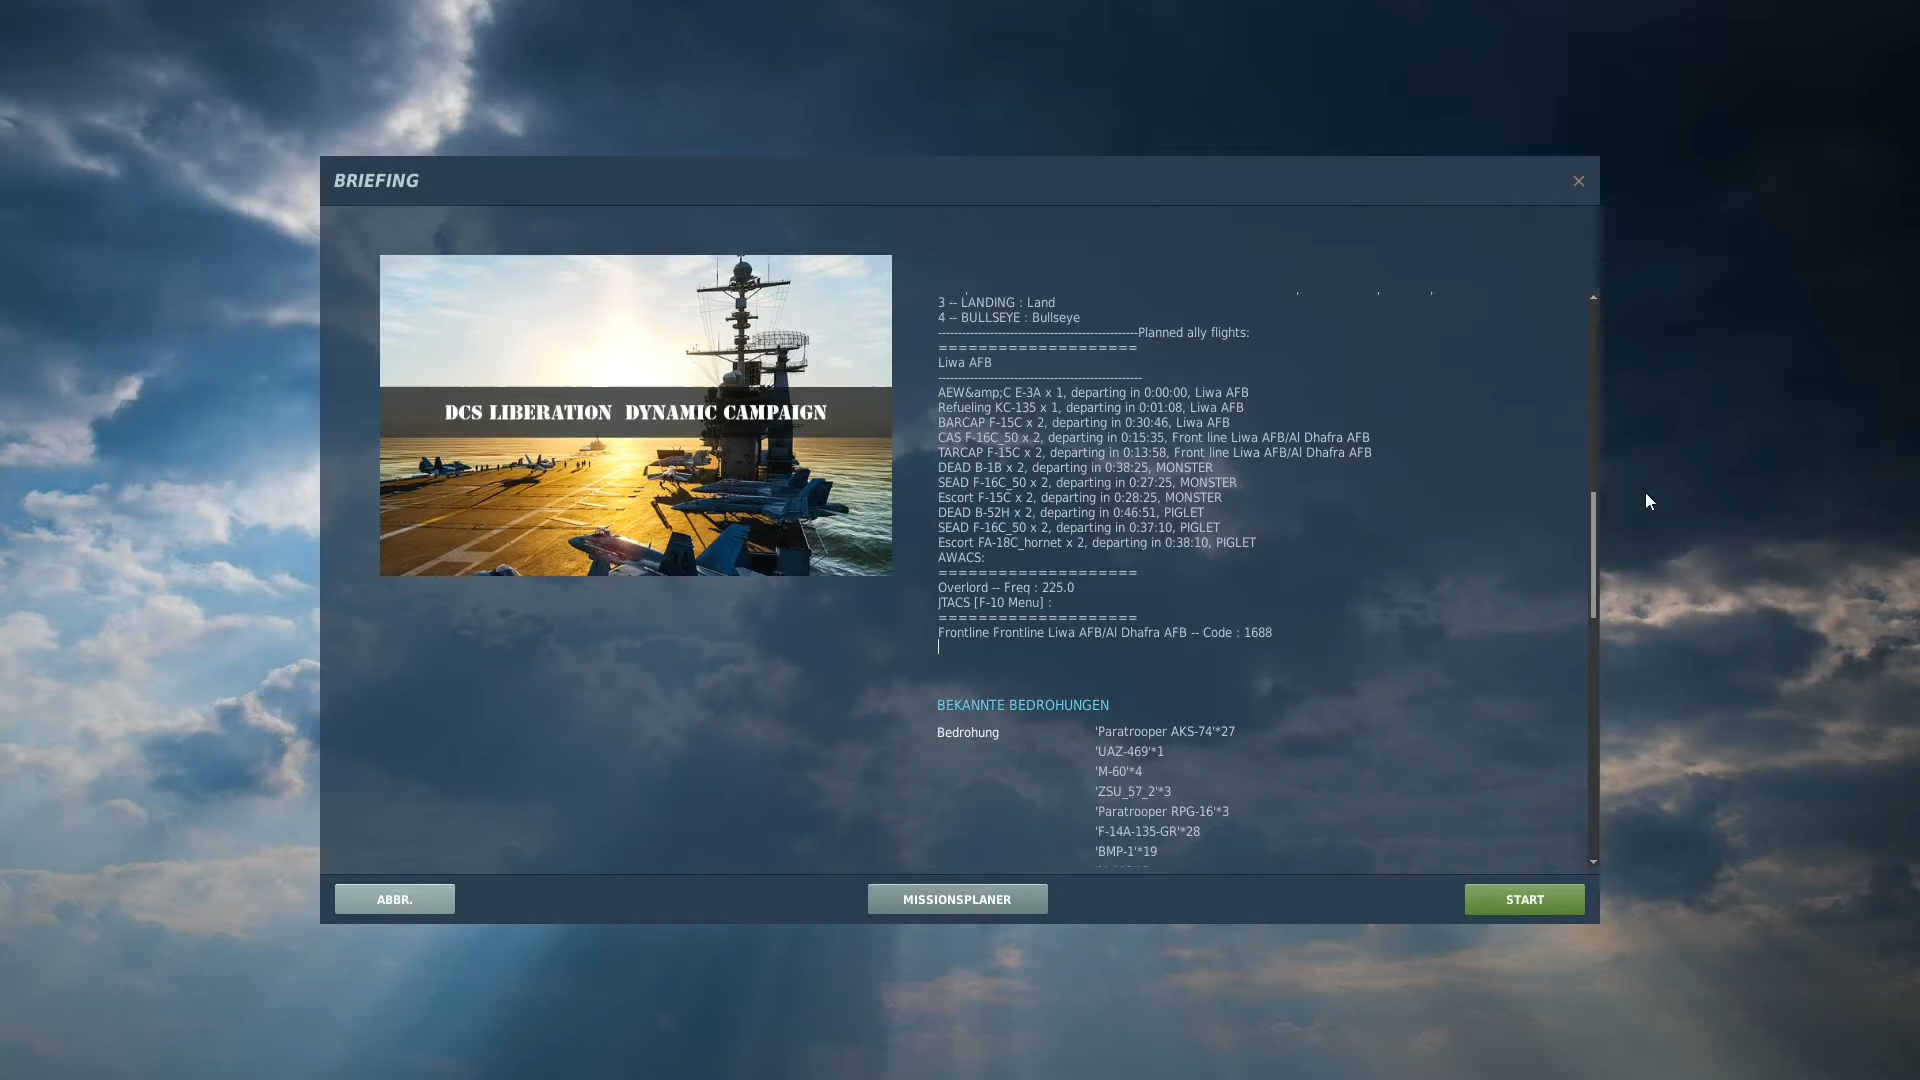 BRIEFING
DCS LIBERATION DYNAMIC CAMPAIGN
3 -- LANDING : Land
4 -- BULLSEYE : Bullseye
--------------------------------------------------Planned ally flights:
====================
Liwa AFB
---------------------------------------------------
AEW&amp;C E-3A x 1, departing in 0:00:00, Liwa AFB
Refueling KC-135 x 1, departing in 0:01:08, Liwa AFB
BARCAP F-15C x 2, departing in 0:30:46, Liwa AFB
CAS F-16C_50 x 2, departing in 0:15:35, Front line Liwa AFB/Al Dhafra AFB
TARCAP F-15C x 2, departing in 0:13:58, Front line Liwa AFB/Al Dhafra AFB
DEAD B-1B x 2, departing in 0:38:25, MONSTER
SEAD F-16C_50 x 2, departing in 0:27:25, MONSTER
Escort F-15C x 2, departing in 0:28:25, MONSTER
DEAD B-52H x 2, departing in 0:46:51, PIGLET
SEAD F-16C_50 x 2, departing in 0:37:10, PIGLET
Escort FA-18C_hornet x 2, departing in 0:38:10, PIGLET
AWACS:
====================
Overlord -- Freq : 225.0
JTACS [F-10 Menu] :
====================
Frontline Frontline Liwa AFB/Al Dhafra AFB -- Code : 1688
BEKANNTE BEDROHUNGEN
Bedrohung
'Paratrooper AKS-74'*27
'UAZ-469'*1
'M-60'*4
'ZSU_57_2'*3
'Paratrooper RPG-16'*3
'F-14A-135-GR'*28
'BMP-1'*19
ABBR.
MISSIONSPLANER
START